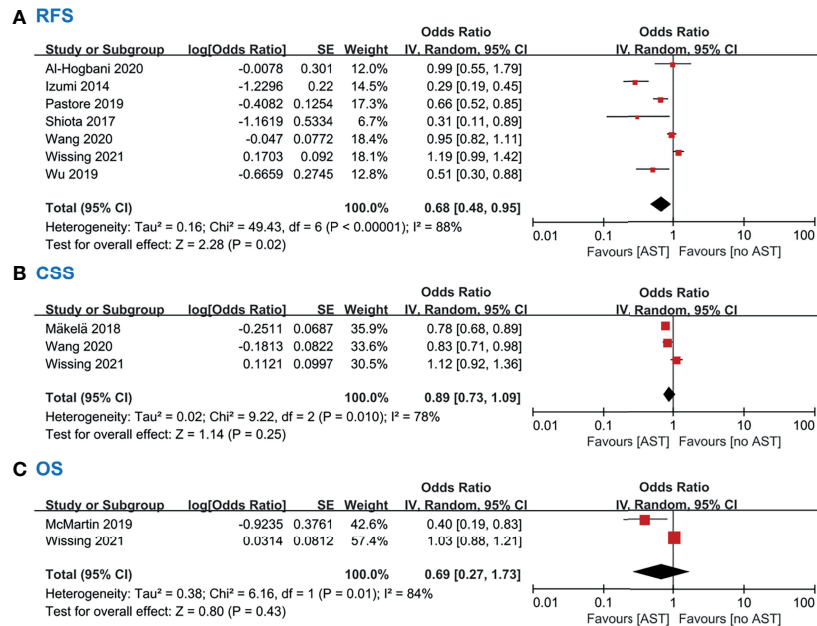 A RFS
Odds Ratio Odds Ratio
Study or Subgroup log[Odds Ratio] SE Weight IV, Random, 95% CI IV, Random, 95% CI
Al-Hogbani 2020 -0.0078 0.301 12.0% 0.99 [0.55, 1.79]
Izumi 2014 -1.2296 0.22 14.5% 0.29 [0.19, 0.45]
Pastore 2019 -0.4082 0.1254 17.3% 0.66 [0.52, 0.85]
Shiota 2017 -1.1619 0.5334 6.7% 0.31 [0.11, 0.89]
Wang 2020 -0.047 0.0772 18.4% 0.95 [0.82, 1.11]
Wissing 2021 0.1703 0.092 18.1% 1.19 [0.99, 1.42]
Wu 2019 -0.6659 0.2745 12.8% 0.51 [0.30, 0.88]
Total (95% CI) 100.0% 0.68 [0.48, 0.95]
Heterogeneity: Tau² = 0.16; Chi² = 49.43, df = 6 (P < 0.00001); I² = 88%
Test for overall effect: Z = 2.28 (P = 0.02)
0.01 0.1 1 10 100
Favours [AST] Favours [no AST]
B CSS
Odds Ratio Odds Ratio
Study or Subgroup log[Odds Ratio] SE Weight IV, Random, 95% CI IV, Random, 95% CI
Mäkelä 2018 -0.2511 0.0687 35.9% 0.78 [0.68, 0.89]
Wang 2020 -0.1813 0.0822 33.6% 0.83 [0.71, 0.98]
Wissing 2021 0.1121 0.0997 30.5% 1.12 [0.92, 1.36]
Total (95% CI) 100.0% 0.89 [0.73, 1.09]
Heterogeneity: Tau² = 0.02; Chi² = 9.22, df = 2 (P = 0.010); I² = 78%
Test for overall effect: Z = 1.14 (P = 0.25)
0.01 0.1 1 10 100
Favours [AST] Favours [no AST]
C OS
Odds Ratio Odds Ratio
Study or Subgroup log[Odds Ratio] SE Weight IV, Random, 95% CI IV, Random, 95% CI
McMartin 2019 -0.9235 0.3761 42.6% 0.40 [0.19, 0.83]
Wissing 2021 0.0314 0.0812 57.4% 1.03 [0.88, 1.21]
Total (95% CI) 100.0% 0.69 [0.27, 1.73]
Heterogeneity: Tau² = 0.38; Chi² = 6.16, df = 1 (P = 0.01); I² = 84%
Test for overall effect: Z = 0.80 (P = 0.43)
0.01 0.1 1 10 100
Favours [AST] Favours [no AST]